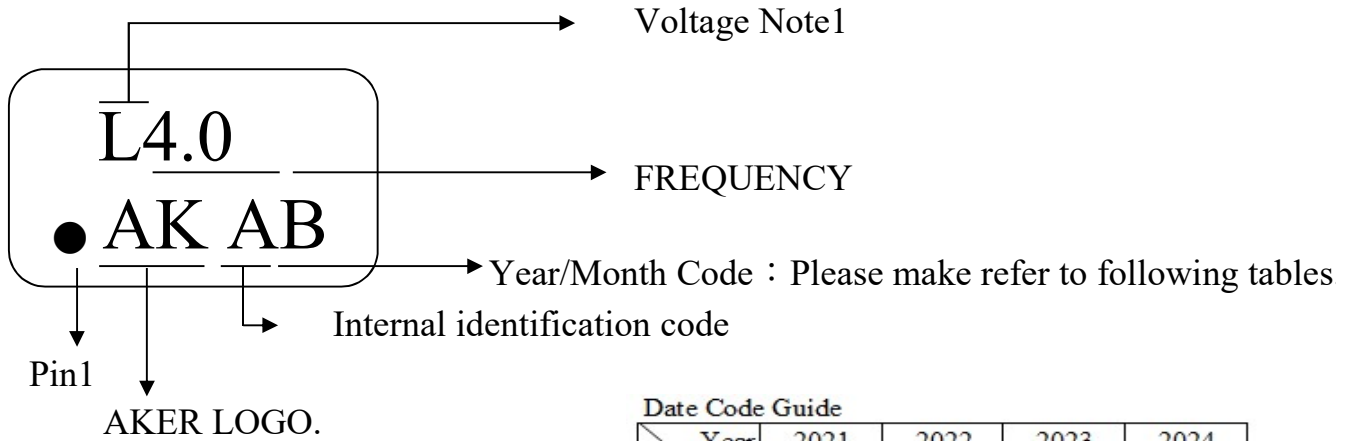 Voltage Note1
L4.0
FREQUENCY
AK AB
Year/Month Code：Please make refer to following tables
Internal identification code
Pin1
AKER LOGO.
Date Code Guide
Year 2021 2022 2023 2024